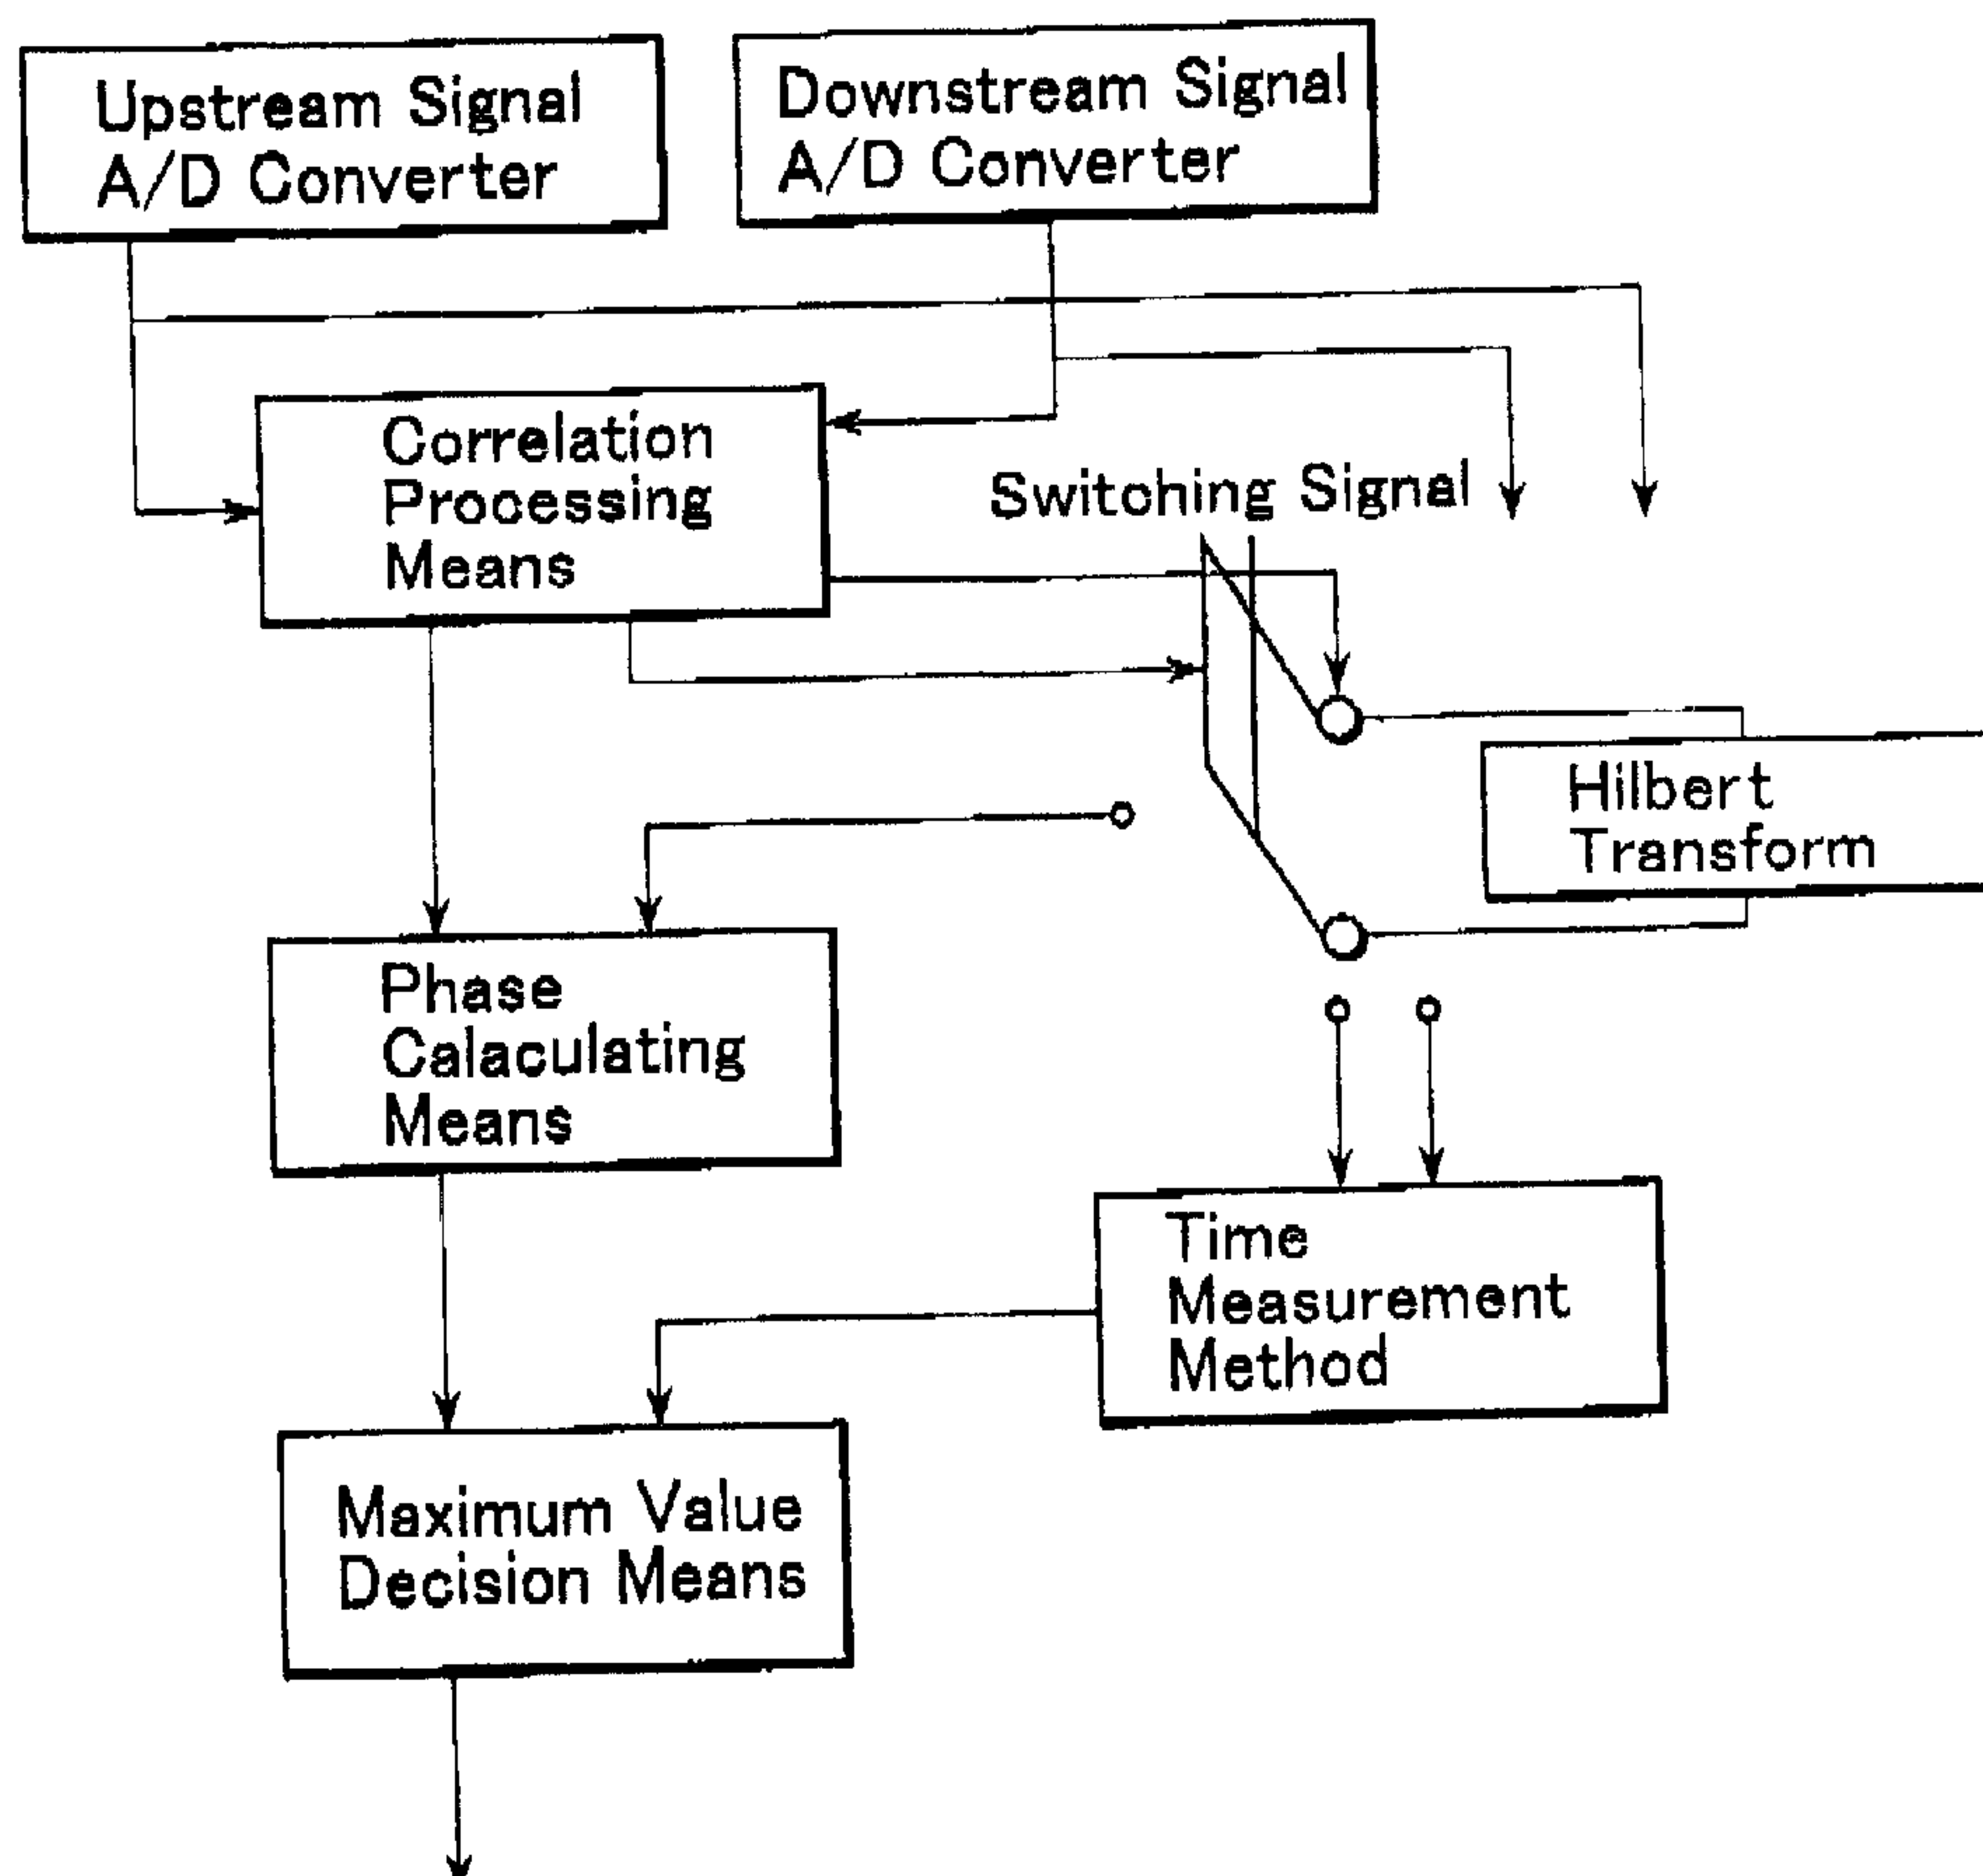 Upstream Signal
A/D Converter
Downstream Signal
A/D Converter
Correlation
Processing
Means
Switching Signal
Hilbert
Transform
Phase
Calaculating
Means
Time
Measurement
Method
Maximum Value
Decision Means